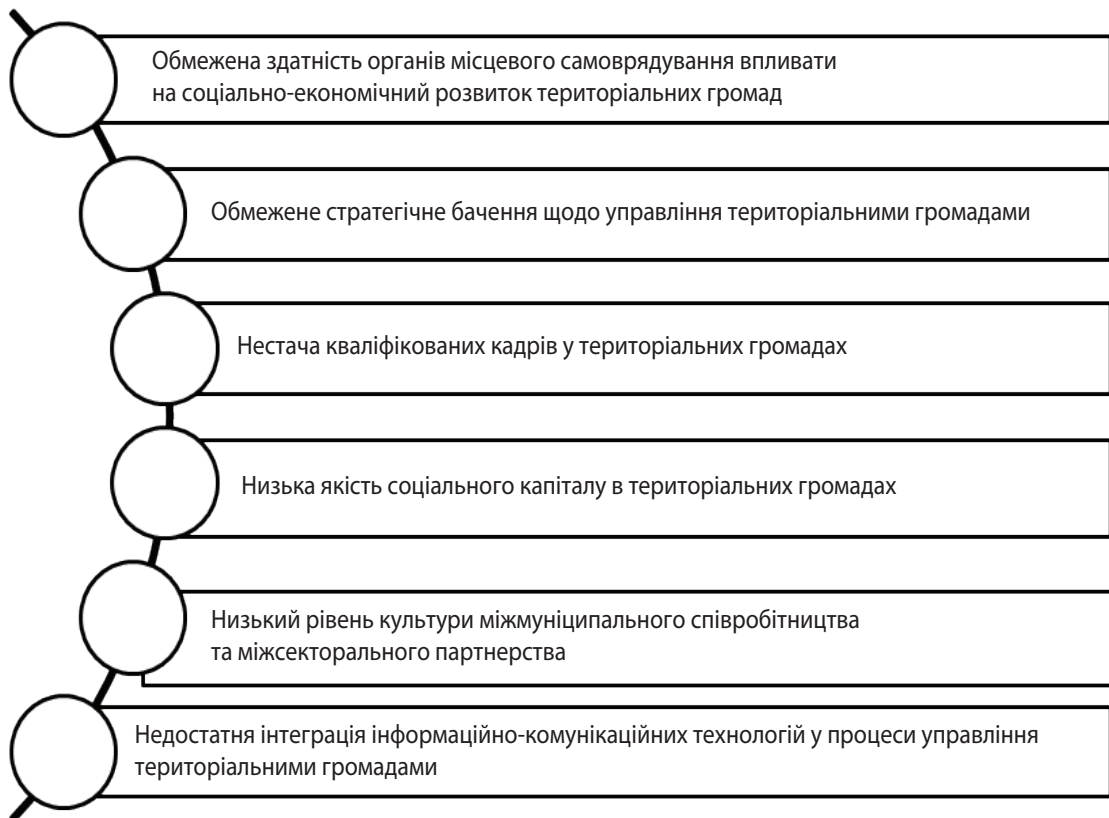 Обмежена здатність органів місцевого самоврядування впливати
на соціально-економічний розвиток територіальних громад
Обмежене стратегічне бачення щодо управління територіальними громадами
Нестача кваліфікованих кадрів у територіальних громадах
Низька якість соціального капіталу в територіальних громадах
Низький рівень культури міжмуніципального співробітництва
та міжсекторального партнерства
Недостатня інтеграція інформаційно-комунікаційних технологій у процеси управління
територіальними громадами